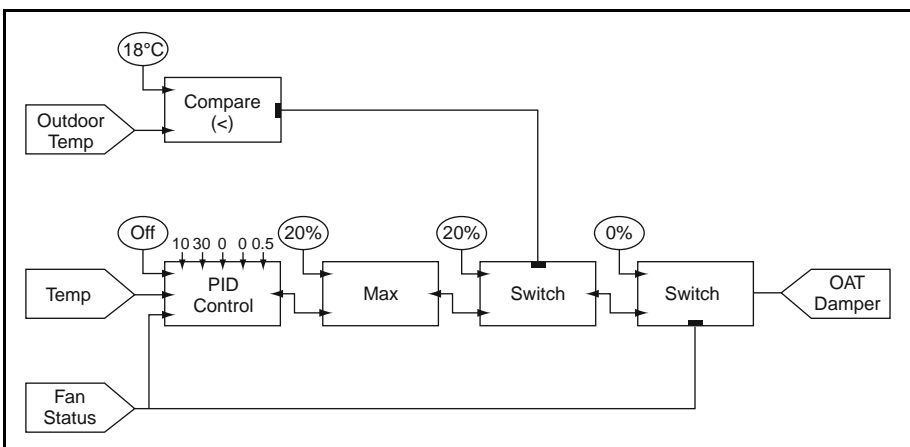 18°C
Compare
(<)
Outdoor
Temp
Off
10 30 0 0 0.5
20%
20%
0%
Temp
PID
Control
Max
Switch
Switch
OAT
Damper
Fan
Status